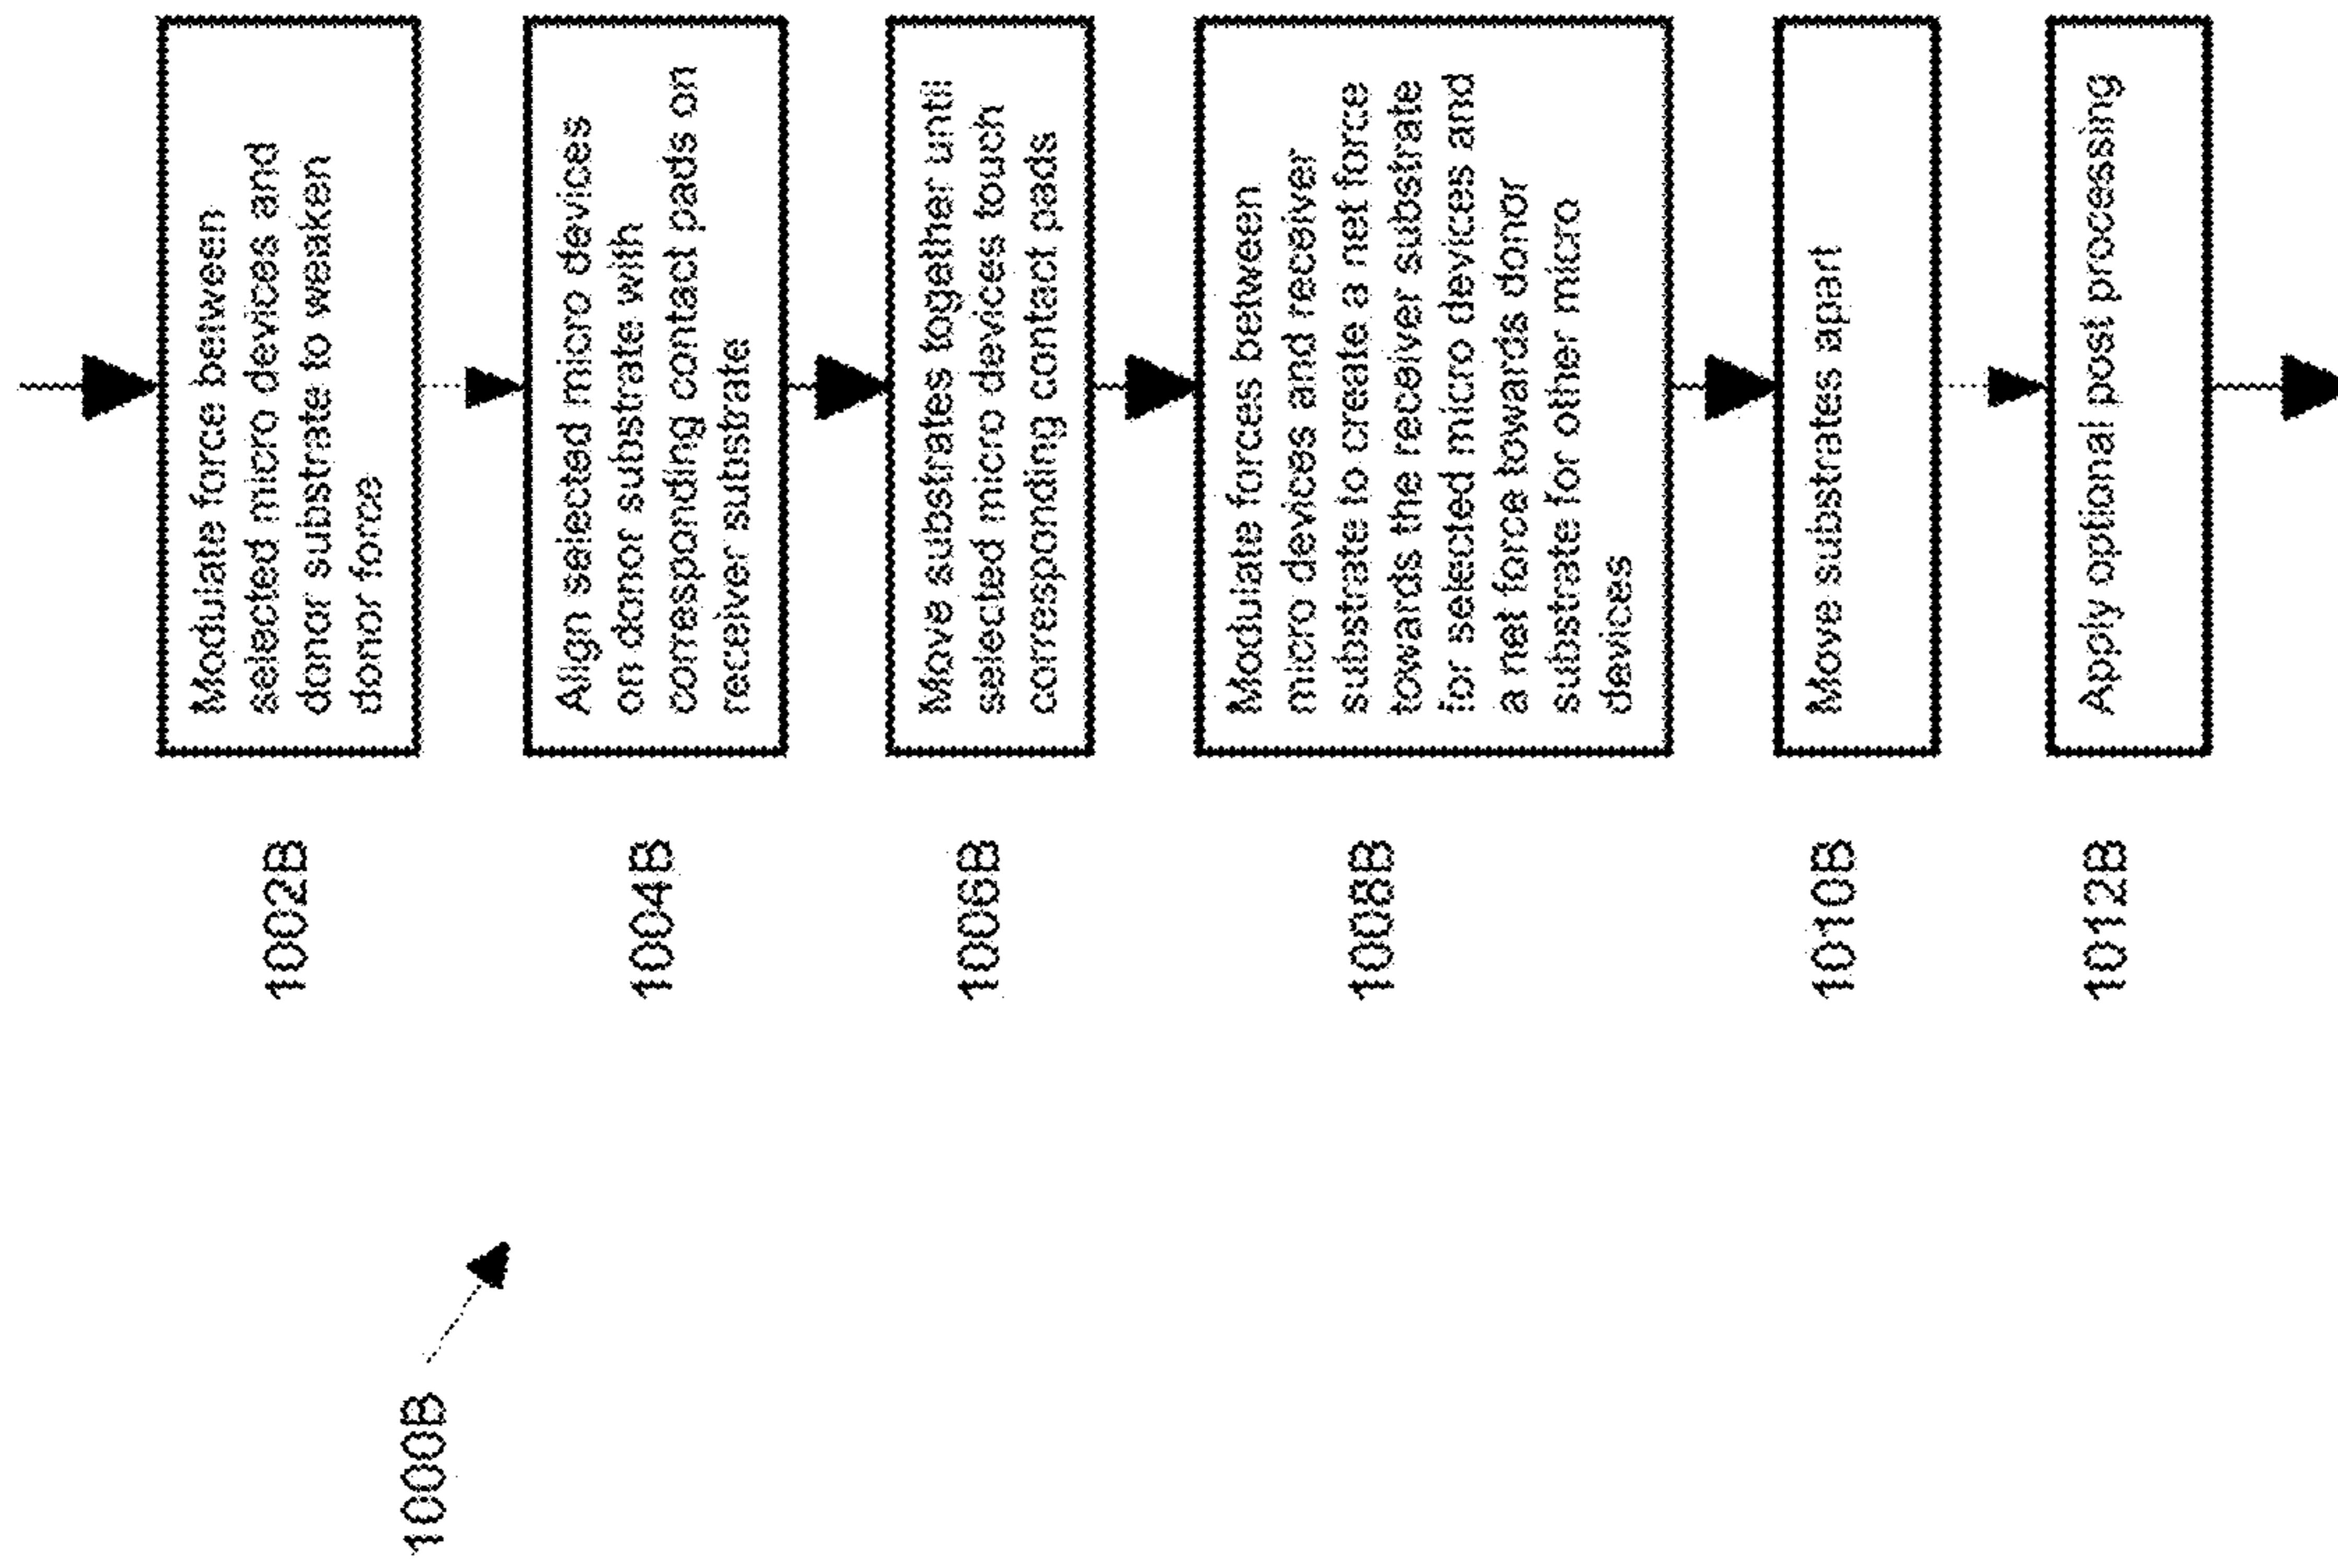 1000B
1002B
Modulate force between
selected micro devices and
donar substrate to weaken
donor force
1004B
Align selected micro devices
on donor substrate with
corresponding contact pads on
receiver substrate
1006B
Move substrates together until
selected micro devices touch
corresponding contact pads
1008B
Modulate forces between
micro devices and receiver
substrate to create a net force
towards the receiver substrate
for selected micro devices and
a net force towards donor
substrate for other micro
devices
1010B
Move substrates apart
1012B
Apply optional post processing